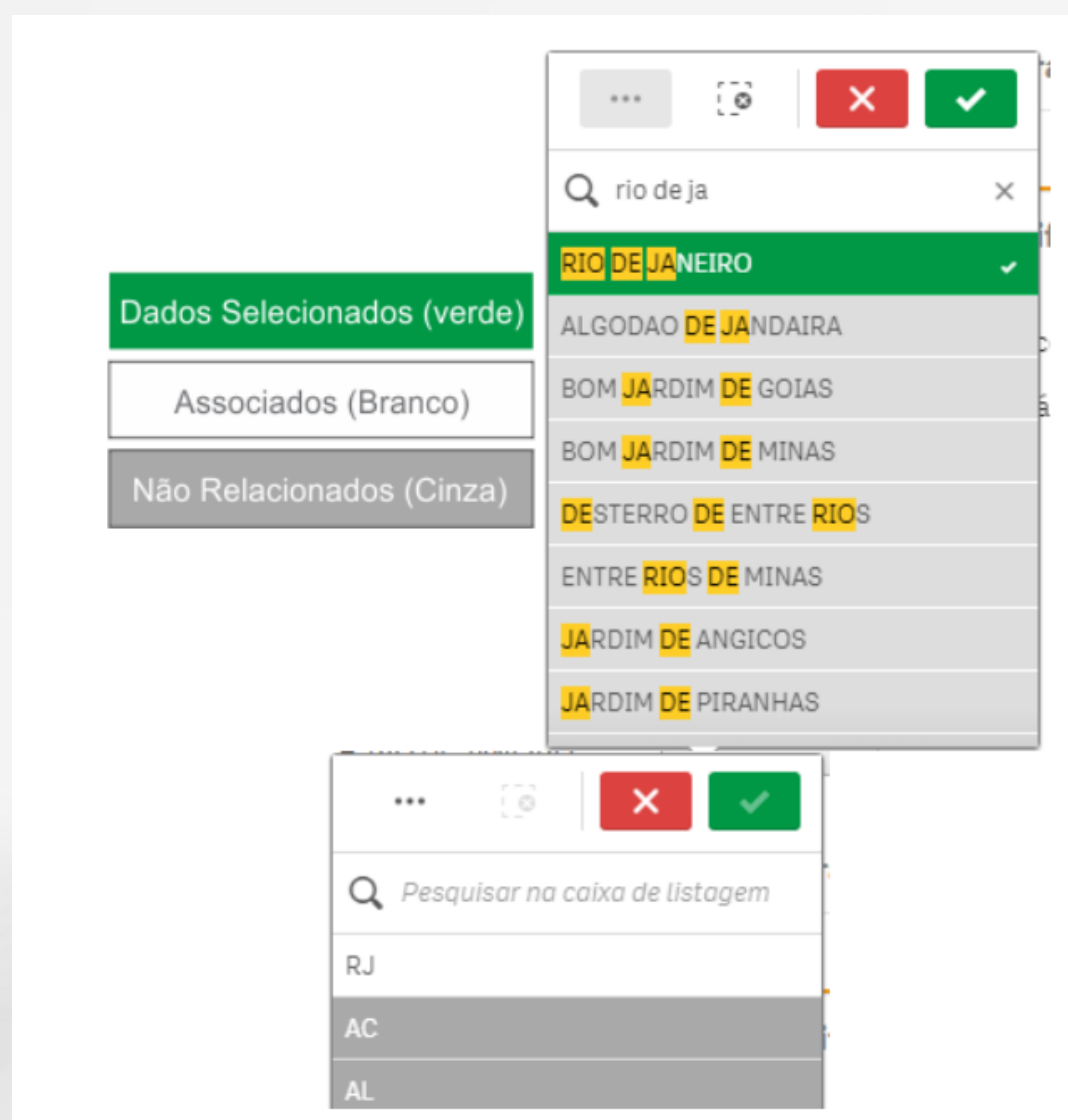 rio de ja
RIO DE JANEIRO
ALGODAO DE JANDAIRA
BOM JARDIM DE GOIAS
BOM JARDIM DE MINAS
DESTERRO DE ENTRE RIOS
ENTRE RIOS DE MINAS
JARDIM DE ANGICOS
JARDIM DE PIRANHAS
Dados Selecionados (verde)
Associados (Branco)
Não Relacionados (Cinza)
Pesquisar na caixa de listagem
RJ
AC
AL